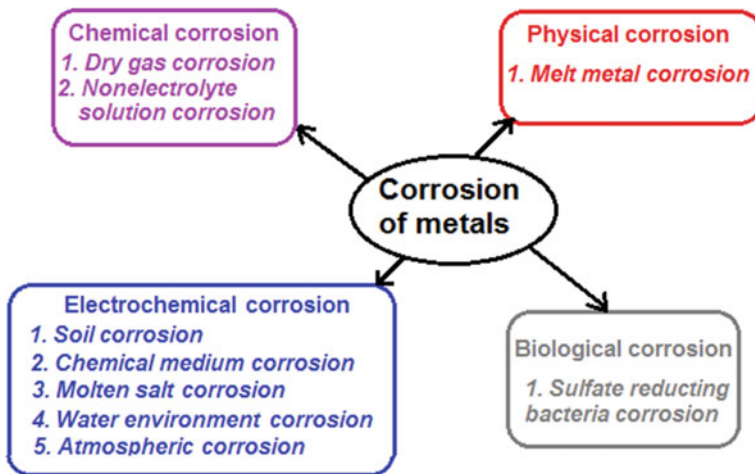 Chemical corrosion
1. Dry gas corrosion
2. Nonelectrolyte
solution corrosion
Physical corrosion
1. Melt metal corrosion
Corrosion
of metals
Electrochemical corrosion
1. Soil corrosion
2. Chemical medium corrosion
3. Molten salt corrosion
4. Water environment corrosion
5. Atmospheric corrosion
Biological corrosion
1. Sulfate reducting
bacteria corrosion